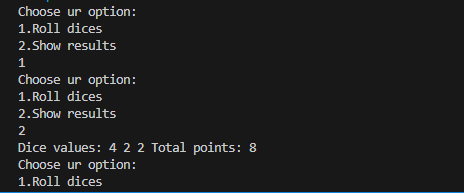 Choose ur option:
1.Roll dices
2.Show results
1
Choose ur option:
1.Roll dices
2.Show results
2
Dice values: 4 2 2 Total points: 8
Choose ur option:
1.Roll dices